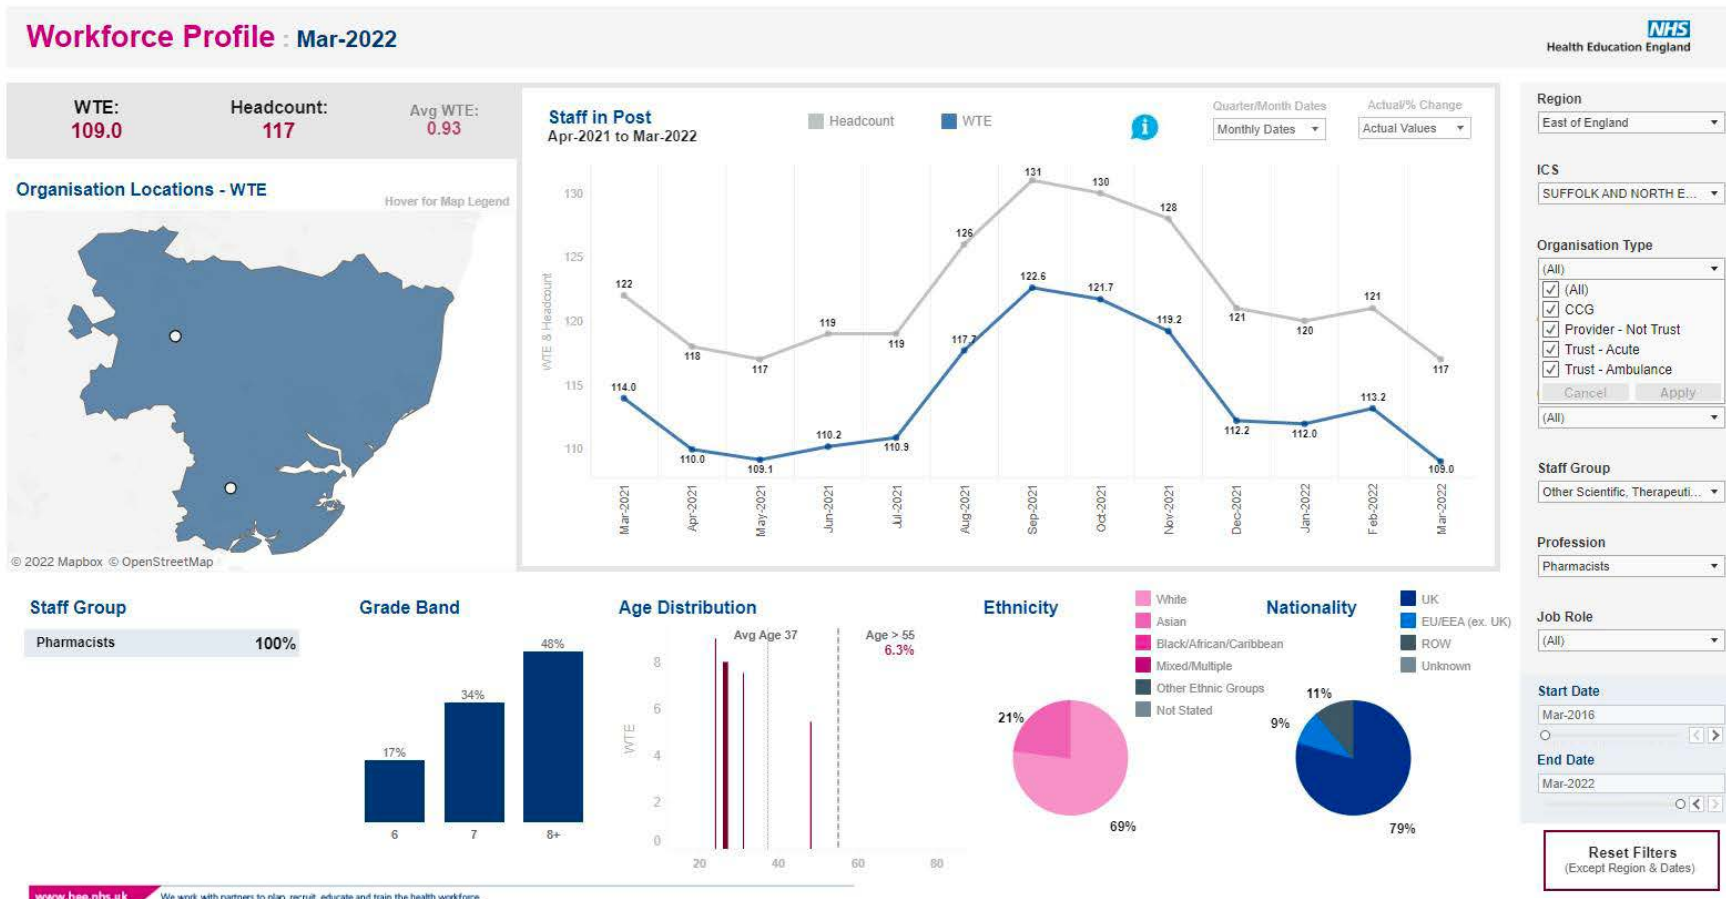 Workforce Profile : Mar-2022
NHS
Health Education England
WTE:
109.0
Headcount:
117
Avg WTE:
0.93
Organisation Locations - WTE
Hover for Map Legend
© 2022 Mapbox © OpenStreetMap
Staff in Post
Apr-2021 to Mar-2022
Headcount
WTE
i
Quarter/Month Dates
Monthly Dates
Actual/% Change
Actual Values
WTE & Headcount
130
125
120
115
110
122
118
117
119
119
126
131
130
128
121
120
121
117
114.0
110.0
109.1
110.2
110.9
117.7
122.6
121.7
119.2
112.2
112.0
113.2
109.0
Mar-2021
Apr-2021
May-2021
Jun-2021
Jul-2021
Aug-2021
Sep-2021
Oct-2021
Nov-2021
Dec-2021
Jan-2022
Feb-2022
Mar-2022
Region
East of England
ICS
SUFFOLK AND NORTH E...
Organisation Type
(All)
(All)
CCG
Provider - Not Trust
Trust - Acute
Trust - Ambulance
Cancel
Apply
(All)
Staff Group
Other Scientific, Therapeuti...
Profession
Pharmacists
Job Role
(All)
Start Date
Mar-2016
End Date
Mar-2022
Reset Filters
(Except Region & Dates)
Staff Group
Pharmacists 100%
Grade Band
17%
34%
48%
6
7
8+
Age Distribution
Avg Age 37
Age > 55
6.3%
WTE
8
6
4
2
0
20
40
60
80
Ethnicity
White
Asian
Black/African/Caribbean
Mixed/Multiple
Other Ethnic Groups
Not Stated
21%
69%
Nationality
UK
EU/EEA (ex. UK)
ROW
Unknown
11%
9%
79%
www.hee.nhs.uk
We work with partners to plan, recruit, educate and train the health workforce.